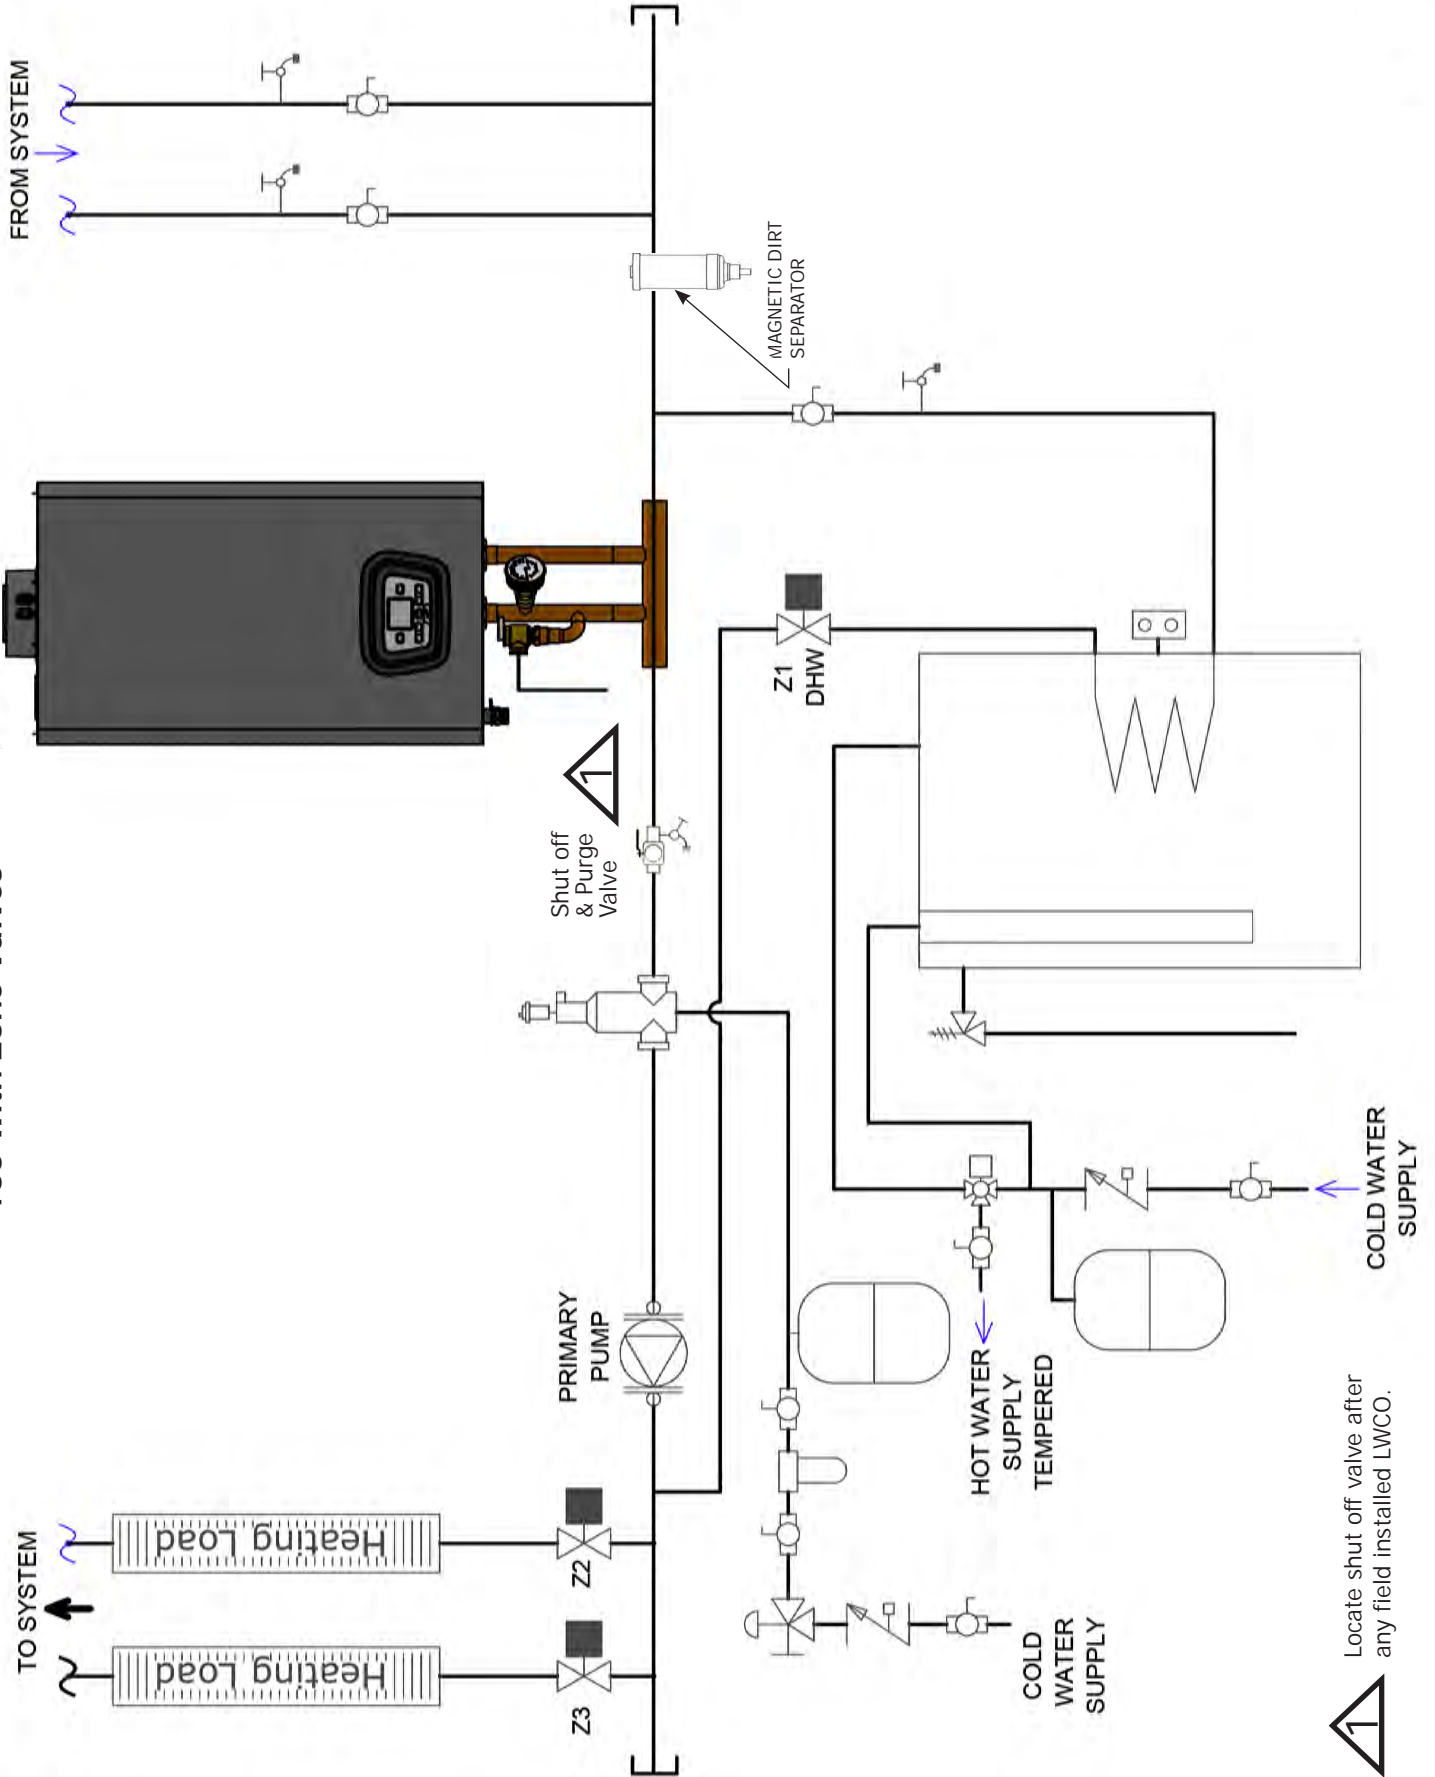 TO SYSTEM
FROM SYSTEM
Heating Load
Heating Load
Z3
Z2
PRIMARY
PUMP
Shut off
& Purge
Valve
1
MAGNETIC DIRT
SEPARATOR
Z1
DHW
COLD
WATER
SUPPLY
HOT WATER
SUPPLY
TEMPERED
COLD WATER
SUPPLY
1
Locate shut off valve after
any field installed LWCO.